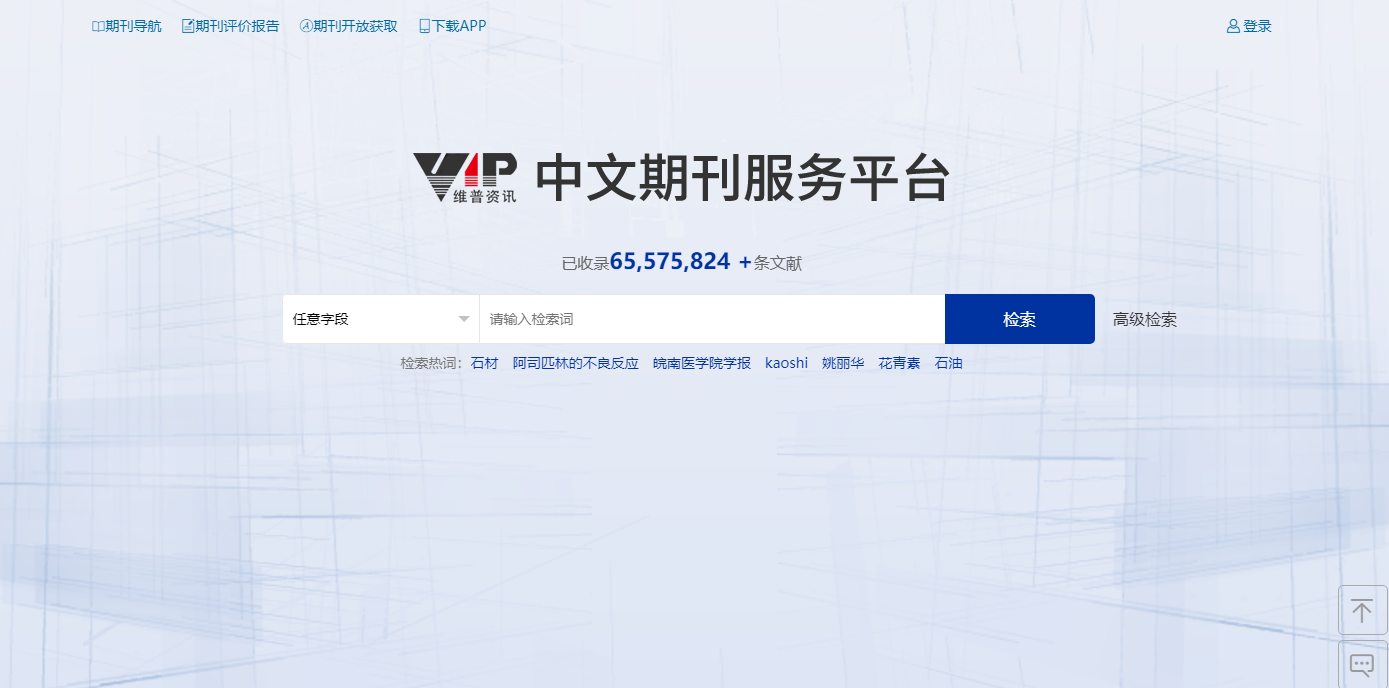 期刊导航 期刊评价报告 期刊开放获取 下载APP 登录
VIP 维普资讯 中文期刊服务平台
已收录65,575,824 +条文献
任意字段 请输入检索词 检索 高级检索
检索热词： 石材 阿司匹林的不良反应 皖南医学院学报 kaoshi 姚丽华 花青素 石油